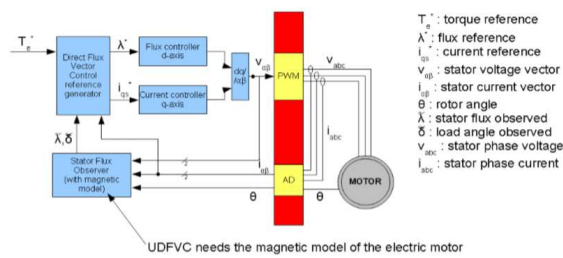 T*e
Direct Flux
Vector
Control
reference
generator
λ*
i*qs
Flux controller
d-axis
Current controller
q-axis
dq/
/αβ
vαβ
PWM
vabc
iabc
iαβ
AD
θ
θ
MOTOR
λ̂,δ̂
Stator Flux
Observer
(with magnetic
model)
UDFVC needs the magnetic model of the electric motor
Te* : torque reference
λ* : flux reference
iqs* : current reference
vαβ : stator voltage vector
iαβ : stator current vector
θ : rotor angle
λ̂ : stator flux observed
δ̂ : load angle observed
vabc : stator phase voltage
iabc : stator phase current